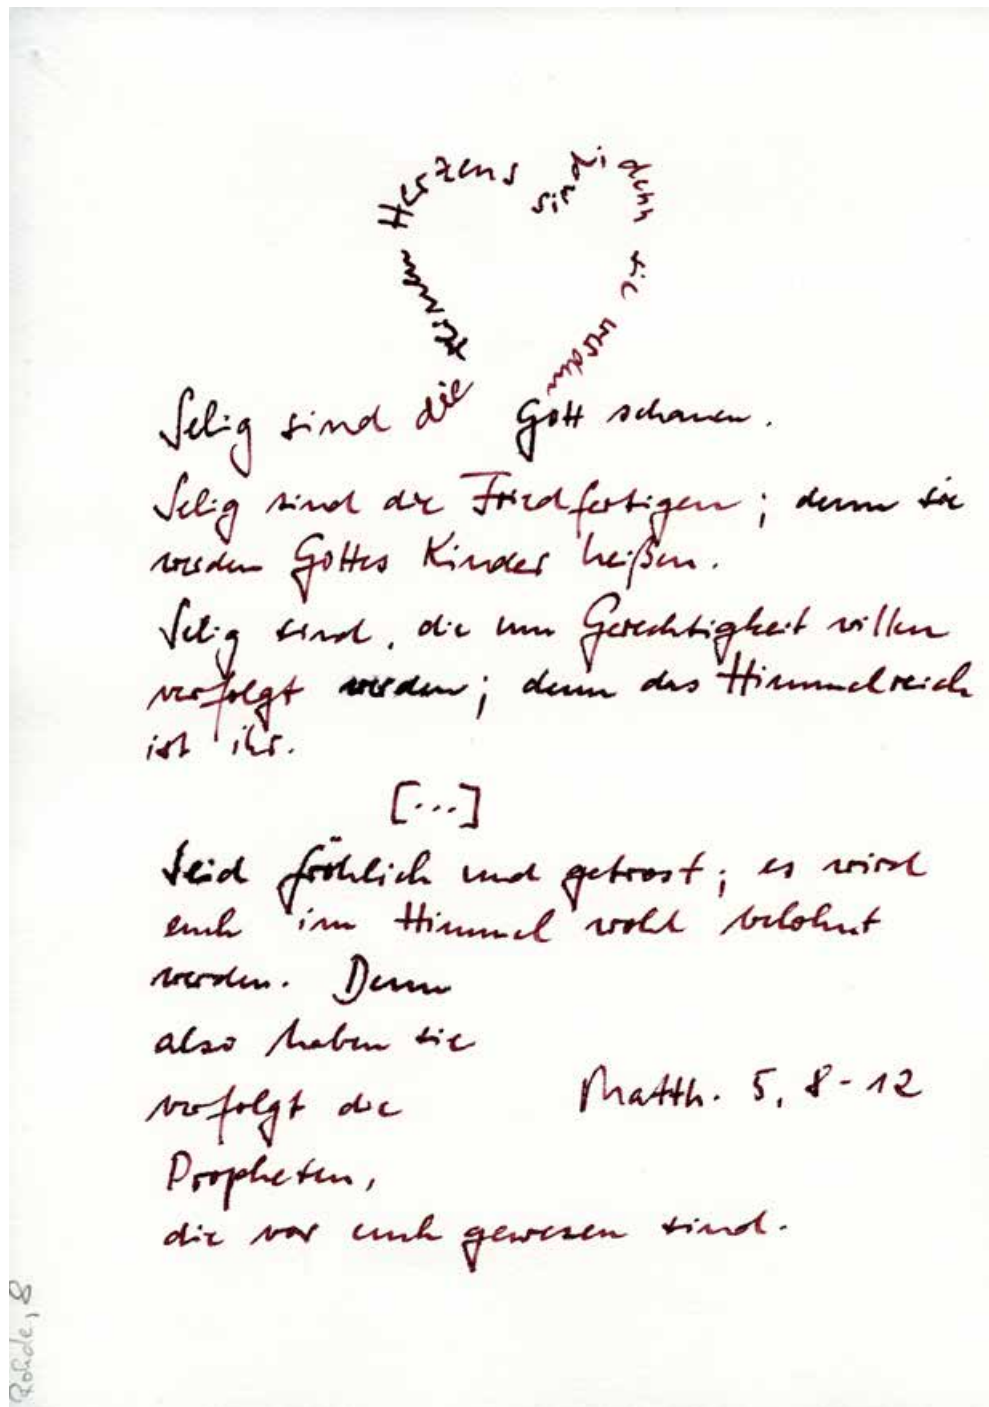 Selig sind die
reinen Herzens sind; denn sie werden
Gott schauen.
Selig sind die Friedfertigen; denn sie
werden Gottes Kinder heißen.
Selig sind, die um Gerechtigkeit willen
verfolgt werden; denn das Himmelreich
ist ihr.
[...]
Seid fröhlich und getrost; es wird
euch im Himmel wohl belohnt
werden. Denn
also haben sie
verfolgt die
Propheten,
die vor euch gewesen sind.
Matth. 5, 8-12
Rohde, 8